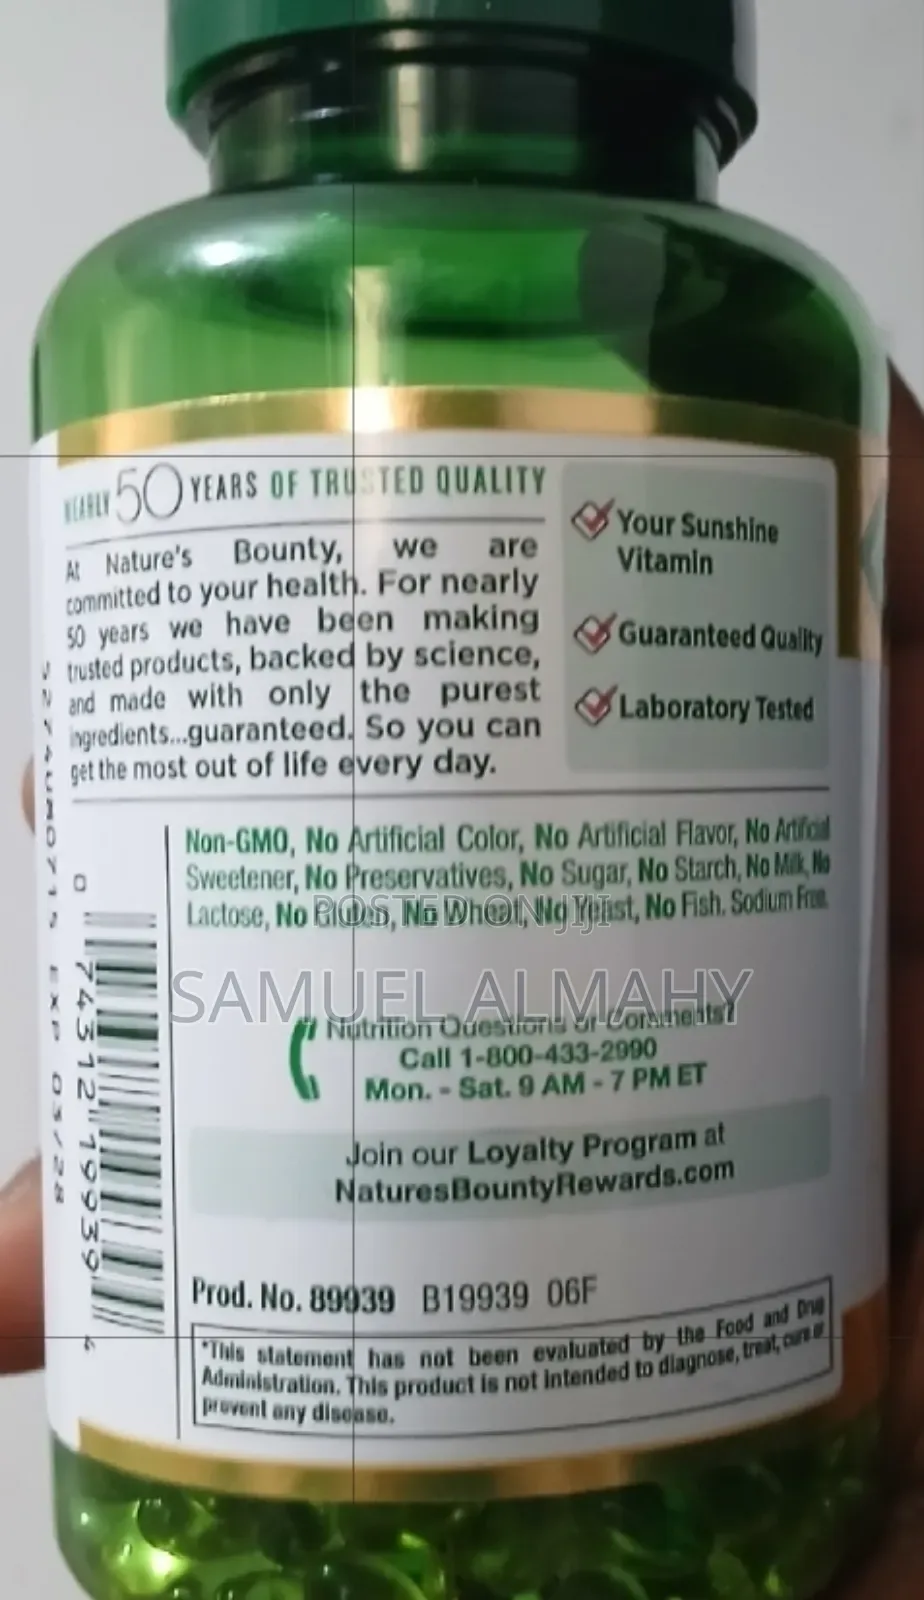 NEARLY 50 YEARS OF TRUSTED QUALITY
At Nature's Bounty, we are
committed to your health. For nearly
50 years we have been making
trusted products, backed by science,
and made with only the purest
ingredients...guaranteed. So you can
get the most out of life every day.
Your Sunshine
Vitamin
Guaranteed Quality
Laboratory Tested
Non-GMO, No Artificial Color, No Artificial Flavor, No Artificial
Sweetener, No Preservatives, No Sugar, No Starch, No Milk, No
Lactose, No Gluten, No Wheat, No Yeast, No Fish. Sodium Free.
POSTED ON JIJI
SAMUEL ALMAHY
Nutrition Questions or Comments?
Call 1-800-433-2990
Mon. - Sat. 9 AM - 7 PM ET
Join our Loyalty Program at
NaturesBountyRewards.com
Prod. No. 89939 B19939 06F
*This statement has not been evaluated by the Food and Drug
Administration. This product is not intended to diagnose, treat, cure or
prevent any disease.
0 74312 19939 6
EXP 03/28